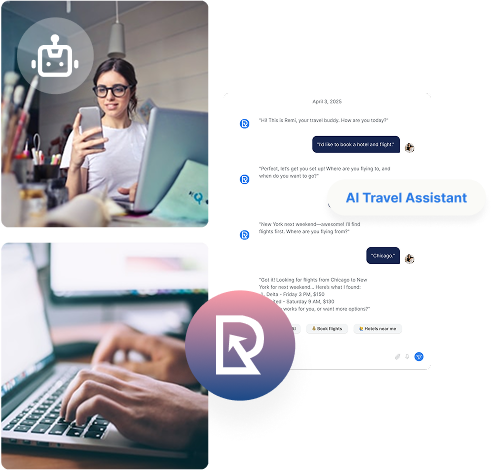 April 3, 2025
"Hi! This is Remi, your travel buddy. How are you today?"
"I'd like to book a hotel and flight."
"Perfect, let's get you set up! Where are you flying to, and
when do you want to go?"
AI Travel Assistant
"New York next weekend—awesome! I'll find
flights first. Where are you flying from?"
"Chicago."
"Got it! Looking for flights from Chicago to New
York for next weekend... Here's what I found:
Delta - Friday 3 PM, $150
- Saturday 9 AM, $130
works for you, or want more options?"
Book flights
Hotels near me